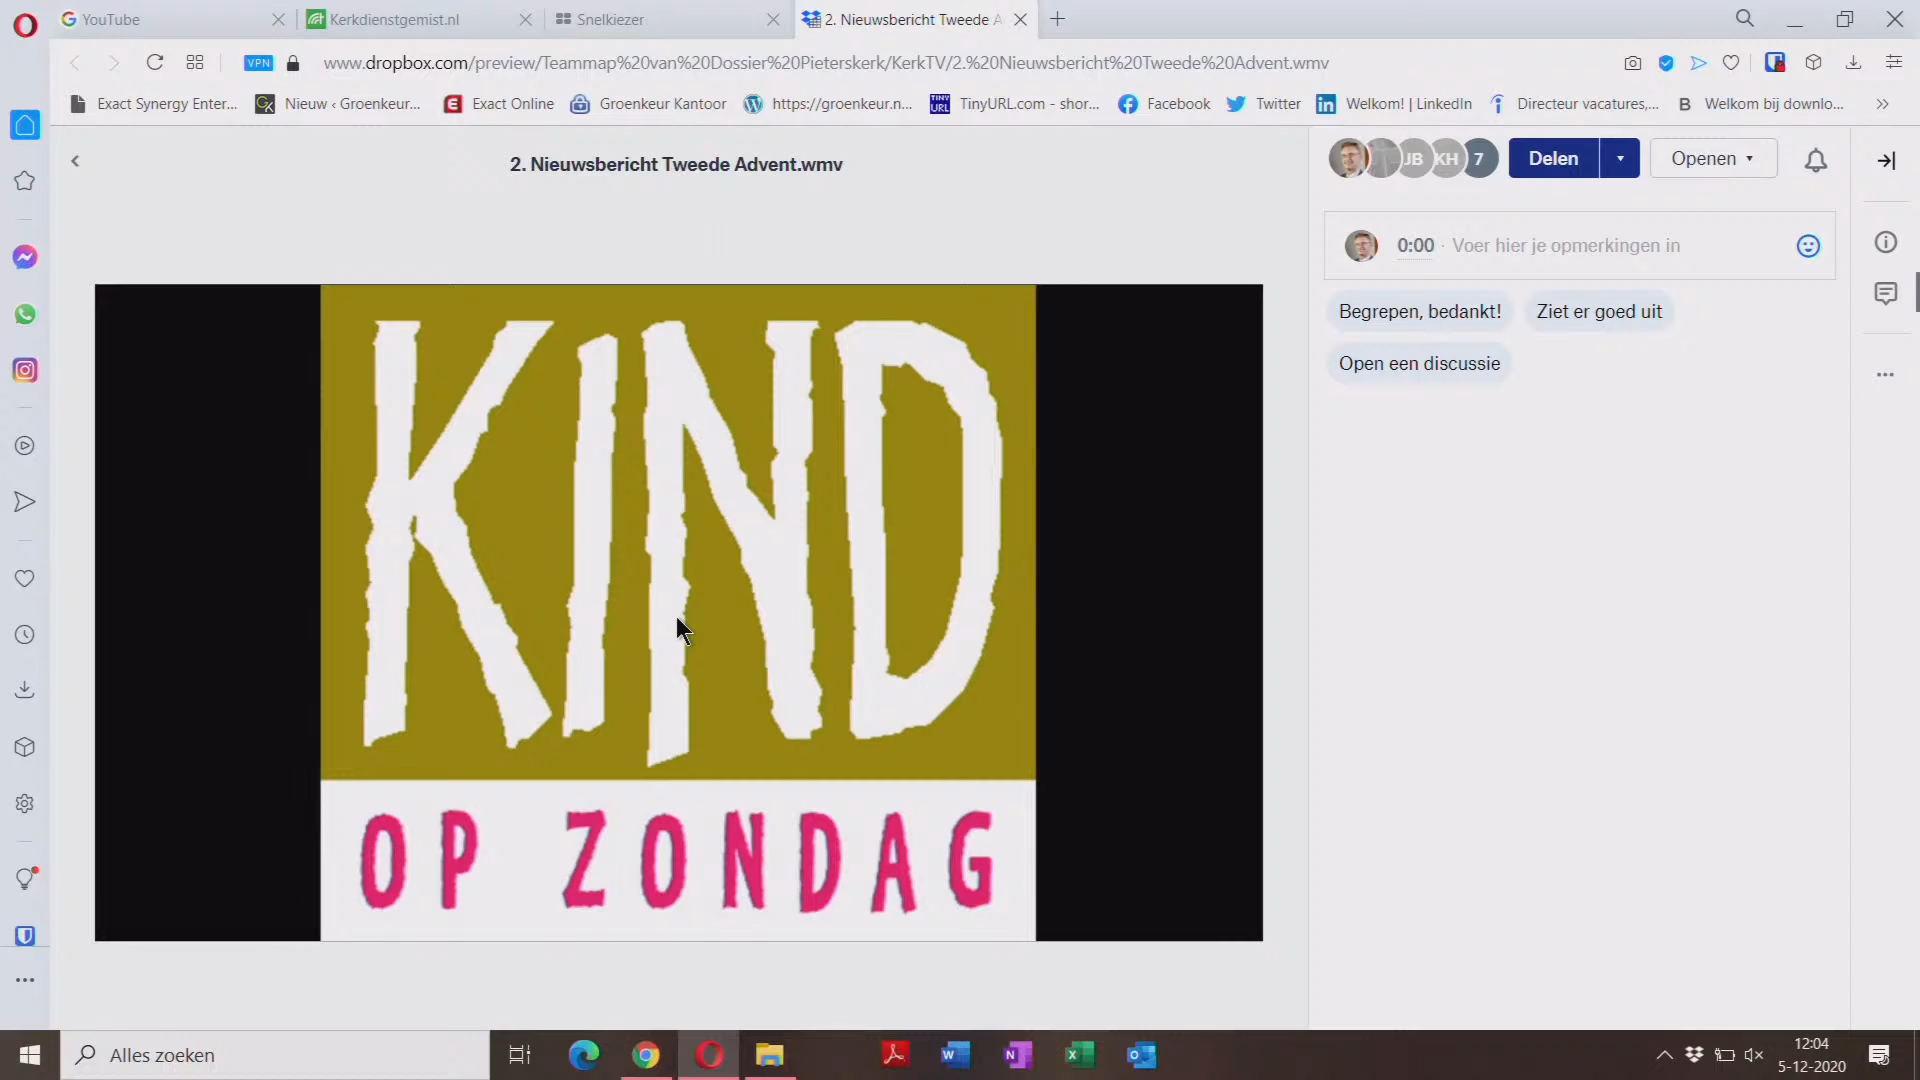 YouTube
Kerkdienstgemist.nl
Snelkiezer
2. Nieuwsbericht Tweede A
VPN
www.dropbox.com/preview/Teammap%20van%20Dossier%20Pieterskerk/KerkTV/2.%20Nieuwsbericht%20Tweede%20Advent.wmv
Exact Synergy Enter...
Nieuw ‹ Groenkeur...
Exact Online
Groenkeur Kantoor
https://groenkeur.n...
TinyURL.com - shor...
Facebook
Twitter
Welkom! | LinkedIn
Directeur vacatures,...
Welkom bij downlo...
2. Nieuwsbericht Tweede Advent.wmv
JB
KH
7
Delen
Openen
0:00 · Voer hier je opmerkingen in
Begrepen, bedankt!
Ziet er goed uit
Open een discussie
KIND
OP ZONDAG
Alles zoeken
12:04
5-12-2020